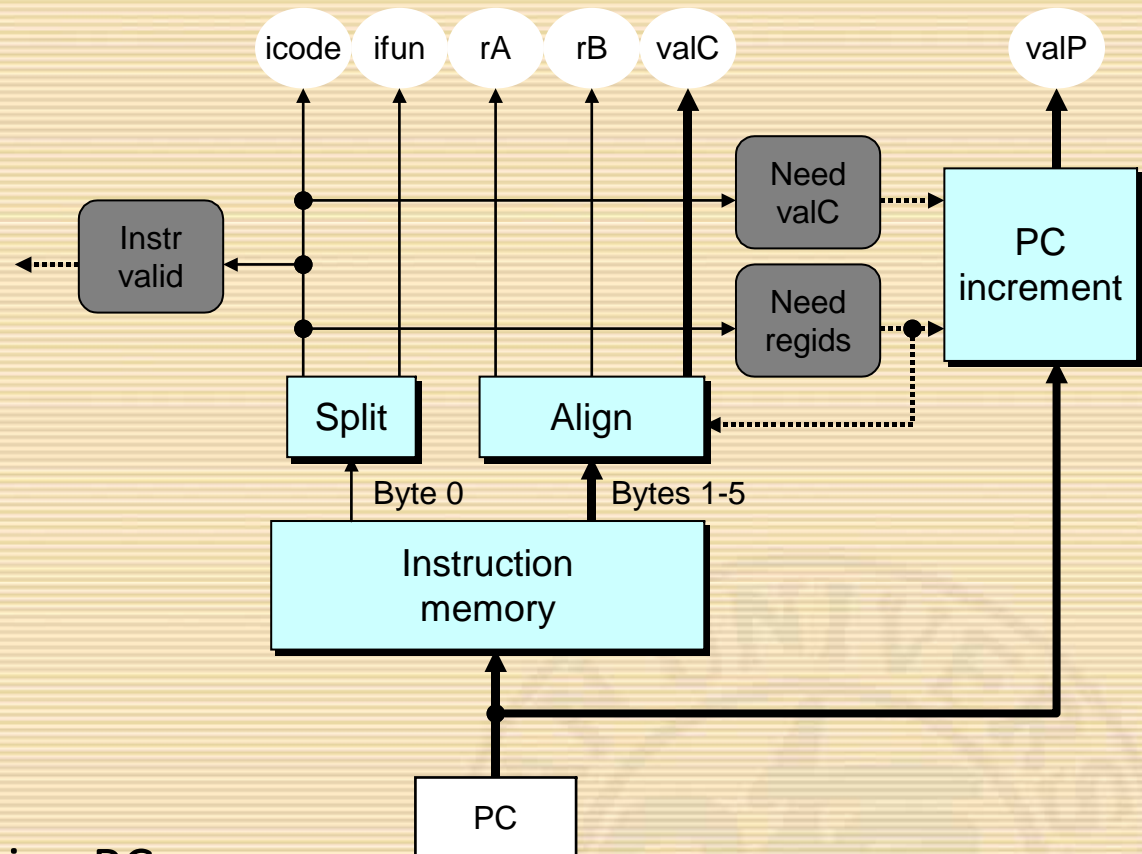 icode ifun rA rB valC valP
Need
valC
Instr
valid
PC
increment
Need
regids
Split
Align
Byte 0
Bytes 1-5
Instruction
memory
PC